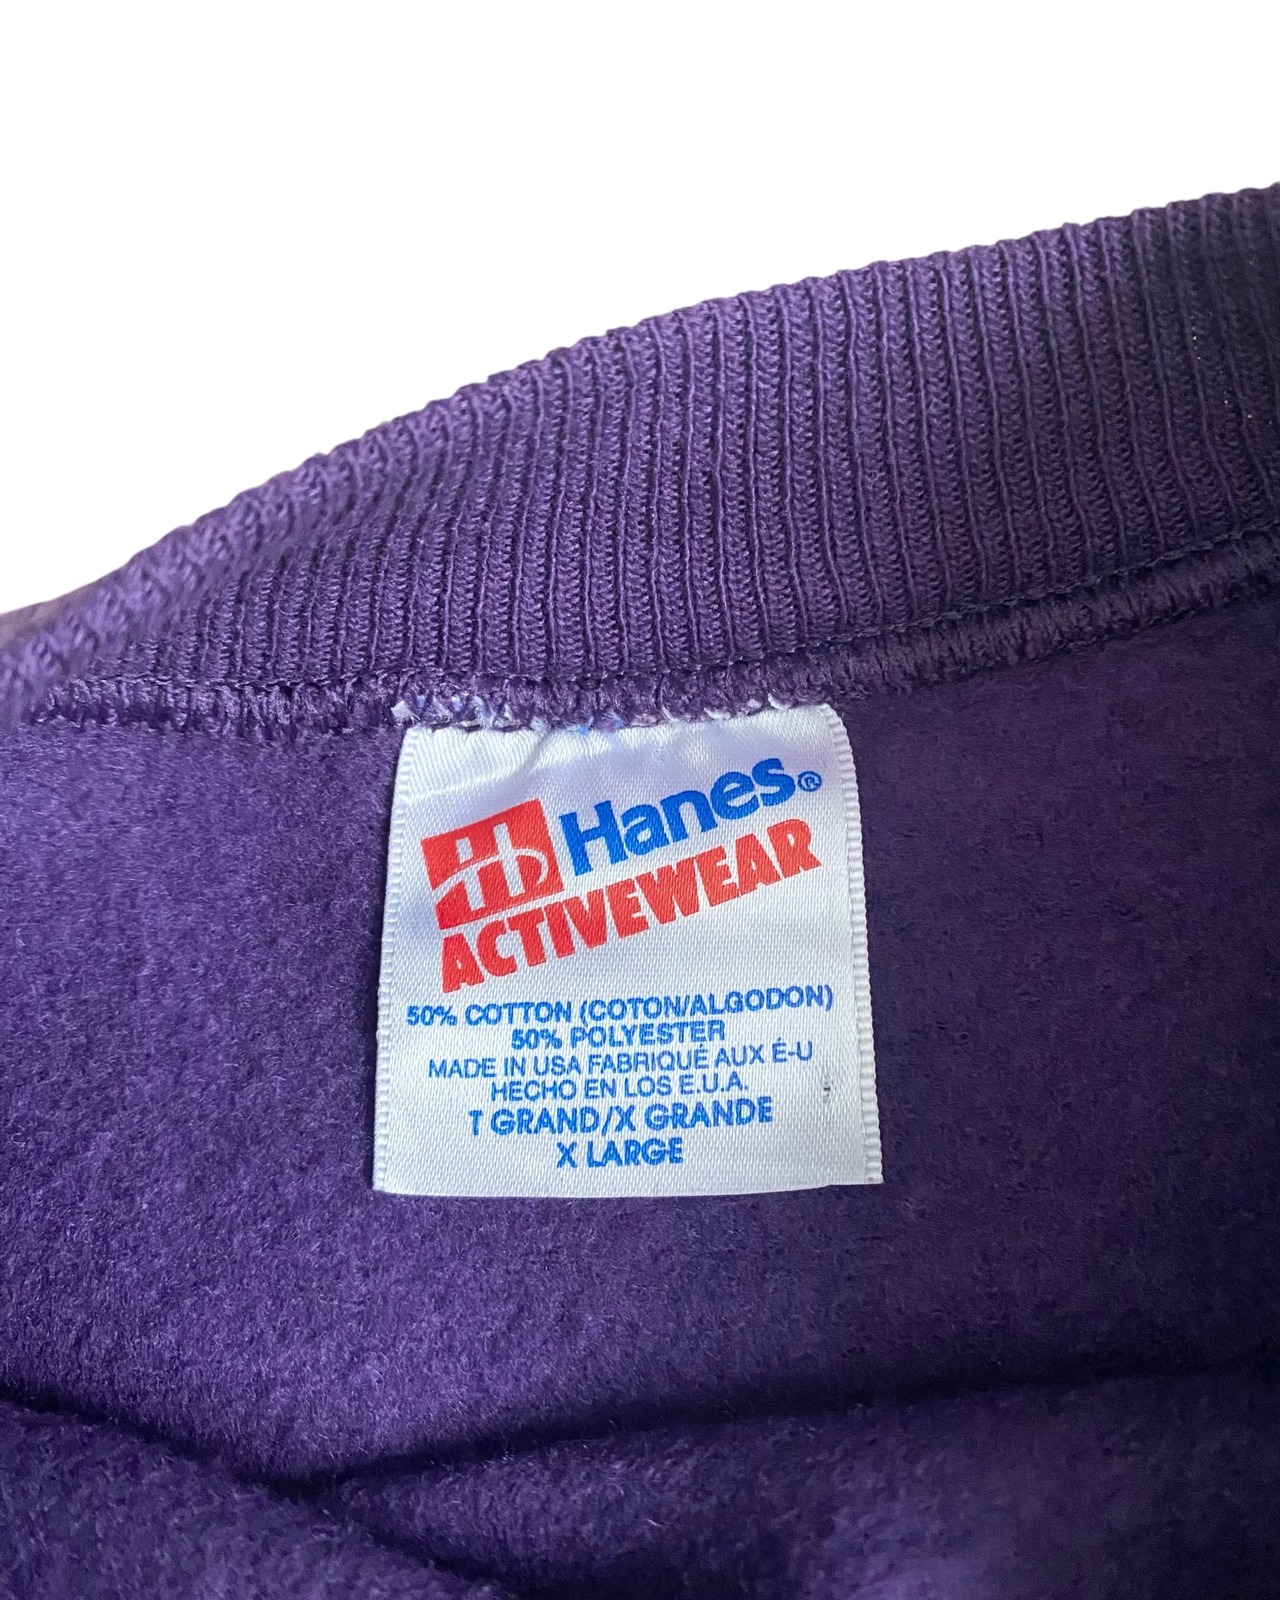 Hanes®
ACTIVEWEAR
50% COTTON (COTON/ALGODON)
50% POLYESTER
MADE IN USA FABRIQUÉ AUX É-U
HECHO EN LOS E.U.A.
T GRAND/X GRANDE
X LARGE